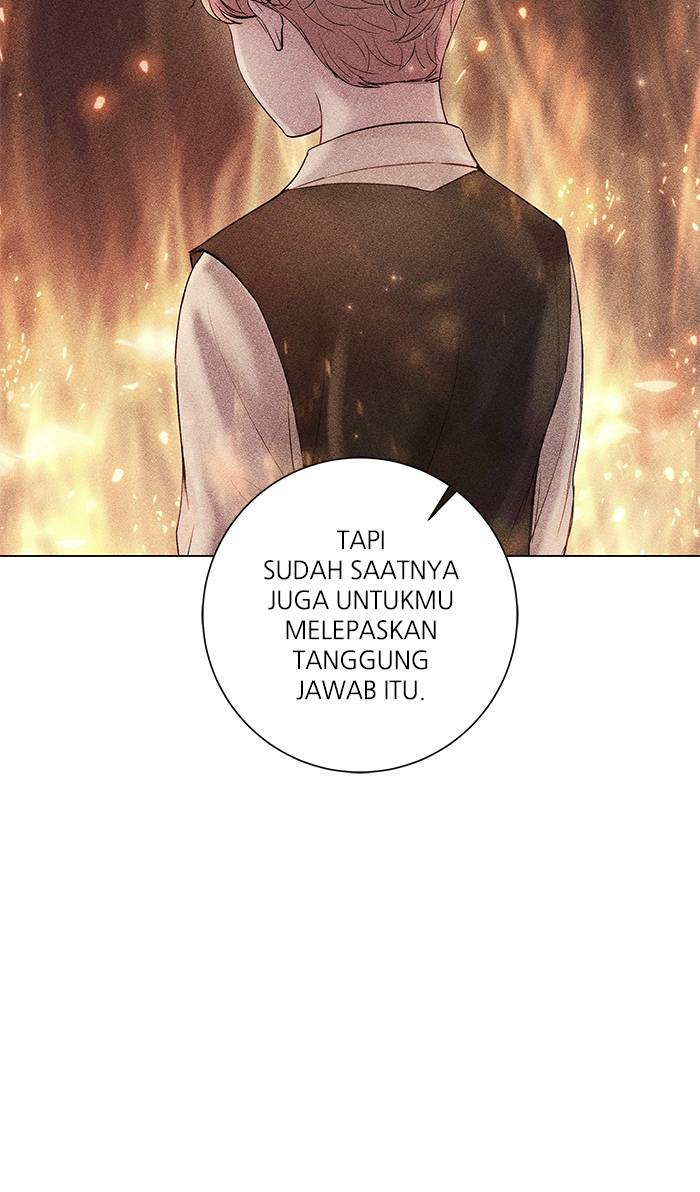 TAPI
SUDAH SAATNYA
JUGA UNTUKMU
MELEPASKAN
TANGGUNG
JAWAB ITU.